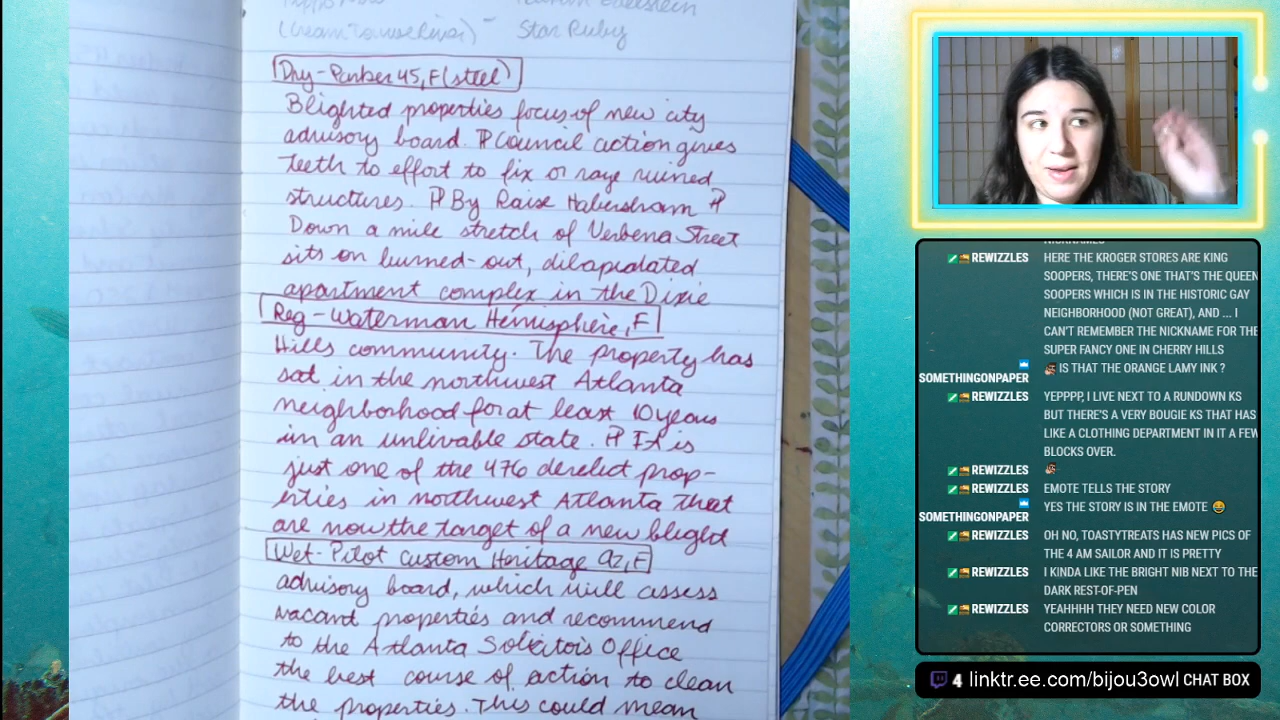 (Cream Tawse River) - Star Ruby
Dry-Parker 45, F (steel)
Blighted properties focus of new city
advisory board. ¶ Council action gives
teeth to effort to fix or raze ruined
structures. ¶ By Raisa Habersham ¶
Down a mile stretch of Verbena Street
sits on burned-out, dilapidated
apartment complex in the Dixie
Reg-Waterman Hémisphère, F
Hills community. The property has
sat in the northwest Atlanta
neighborhood for at least 10 years
in an unlivable state. ¶ It is
just one of the 476 derelect prop-
erties in northwest Atlanta that
are now the target of a new blight
Wet-Pilot Custom Heritage 92, F
advisory board, which will assess
vacant properties and recommend
to the Atlanta Solicitor's Office
the best course of action to clean
the properties. This could mean
NICKNAMES
REWIZZLES HERE THE KROGER STORES ARE KING
SOOPERS, THERE'S ONE THAT'S THE QUEEN
SOOPERS WHICH IS IN THE HISTORIC GAY
NEIGHBORHOOD (NOT GREAT), AND ... I
CAN'T REMEMBER THE NICKNAME FOR THE
SUPER FANCY ONE IN CHERRY HILLS
SOMETHINGONPAPER IS THAT THE ORANGE LAMY INK ?
REWIZZLES YEPPPP, I LIVE NEXT TO A RUNDOWN KS
BUT THERE'S A VERY BOUGIE KS THAT HAS
LIKE A CLOTHING DEPARTMENT IN IT A FEW
BLOCKS OVER.
REWIZZLES
REWIZZLES EMOTE TELLS THE STORY
SOMETHINGONPAPER YES THE STORY IS IN THE EMOTE 😅
REWIZZLES OH NO, TOASTYTREATS HAS NEW PICS OF
THE 4 AM SAILOR AND IT IS PRETTY
REWIZZLES I KINDA LIKE THE BRIGHT NIB NEXT TO THE
DARK REST-OF-PEN
REWIZZLES YEAHHHH THEY NEED NEW COLOR
CORRECTORS OR SOMETHING
4 linktr.ee.com/bijou3owl CHAT BOX